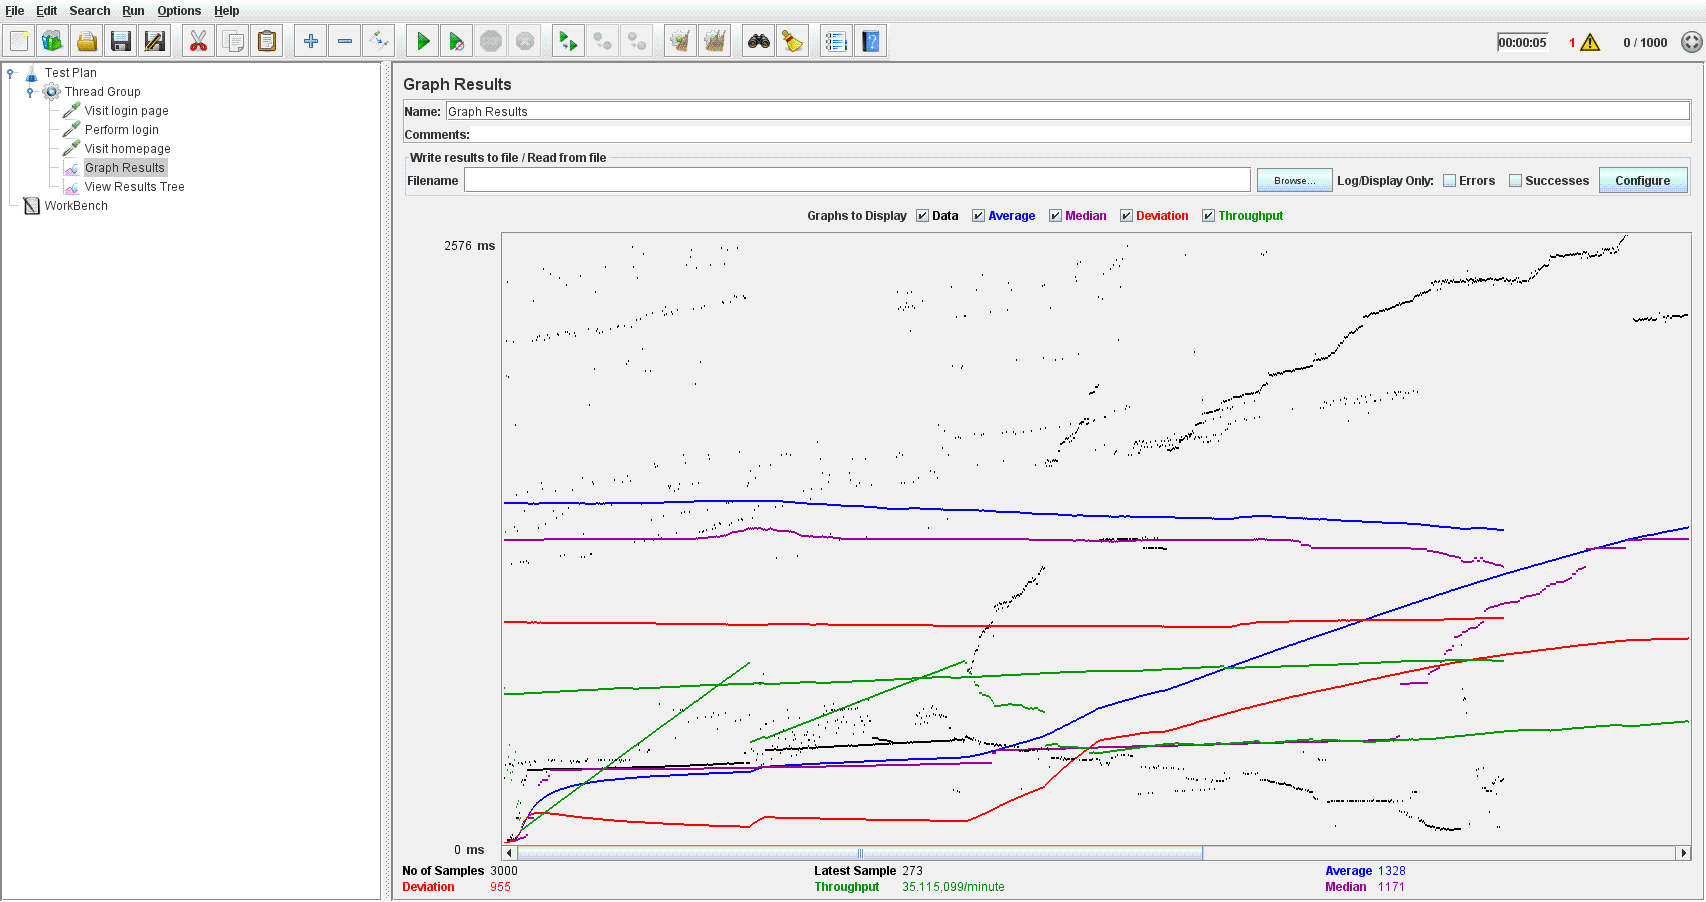 File Edit Search Run Options Help
00:00:05 1 0 / 1000
Test Plan
Thread Group
Visit login page
Perform login
Visit homepage
Graph Results
View Results Tree
WorkBench
Graph Results
Name: Graph Results
Comments:
Write results to file / Read from file
Filename Browse... Log/Display Only: Errors Successes Configure
Graphs to Display Data Average Median Deviation Throughput
2576 ms
0 ms
No of Samples 3000 Latest Sample 273 Average 1328
Deviation 955 Throughput 35.115,099/minute Median 1171